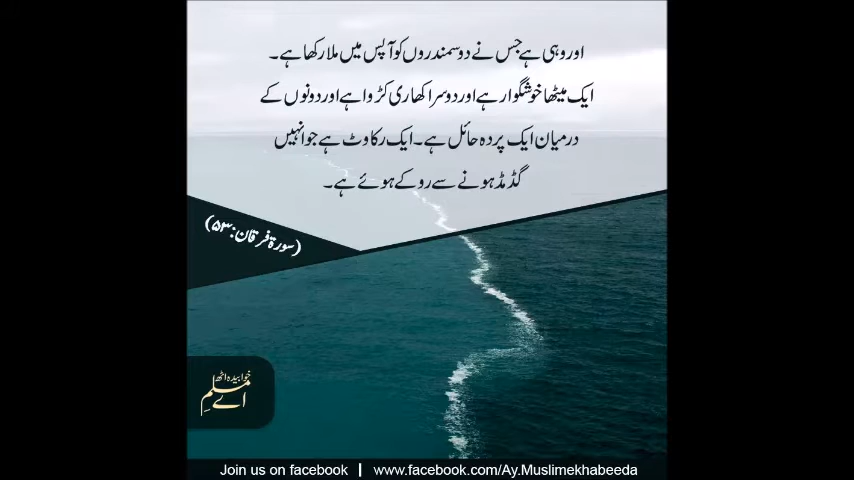 اور وہی ہے جس نے دو سمندروں کو آپس میں ملا رکھا ہے۔
ایک میٹھا خوشگوار ہے اور دوسرا کھاری کڑوا ہے اور دونوں کے
درمیان ایک پردہ حائل ہے۔ ایک رکاوٹ ہے جو انہیں
گڈمڈ ہونے سے روکے ہوئے ہے۔
(سورۃ فرقان:۵۳)
خوابیدہ اٹھ
اے مسلمِ
Join us on facebook | www.facebook.com/Ay.Muslimekhabeeda